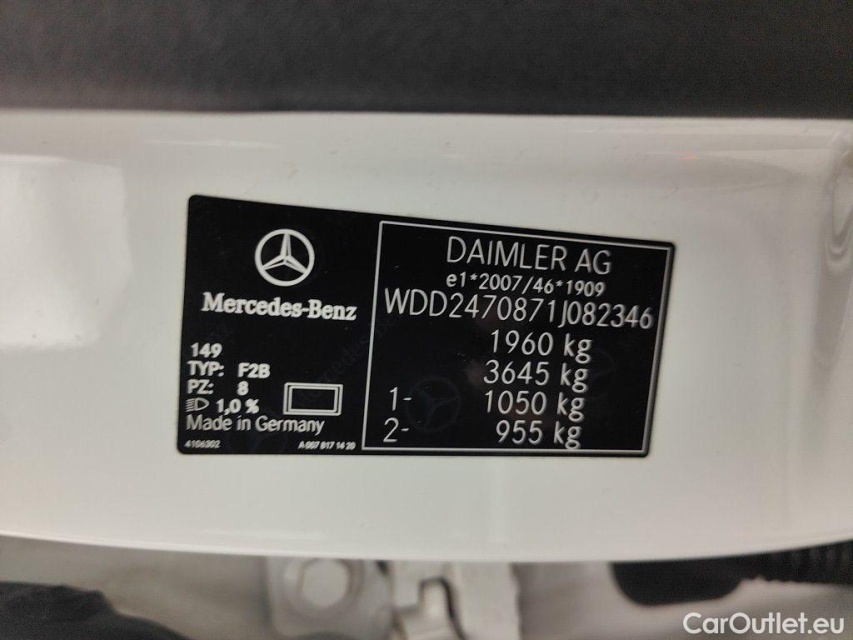 Mercedes-Benz
149
TYP: F2B
PZ: 8
1,0 %
Made in Germany
4106302
A 007 817 14 20
DAIMLER AG
e1*2007/46*1909
WDD2470871J082346
1960 kg
3645 kg
1- 1050 kg
2- 955 kg
CarOutlet.eu